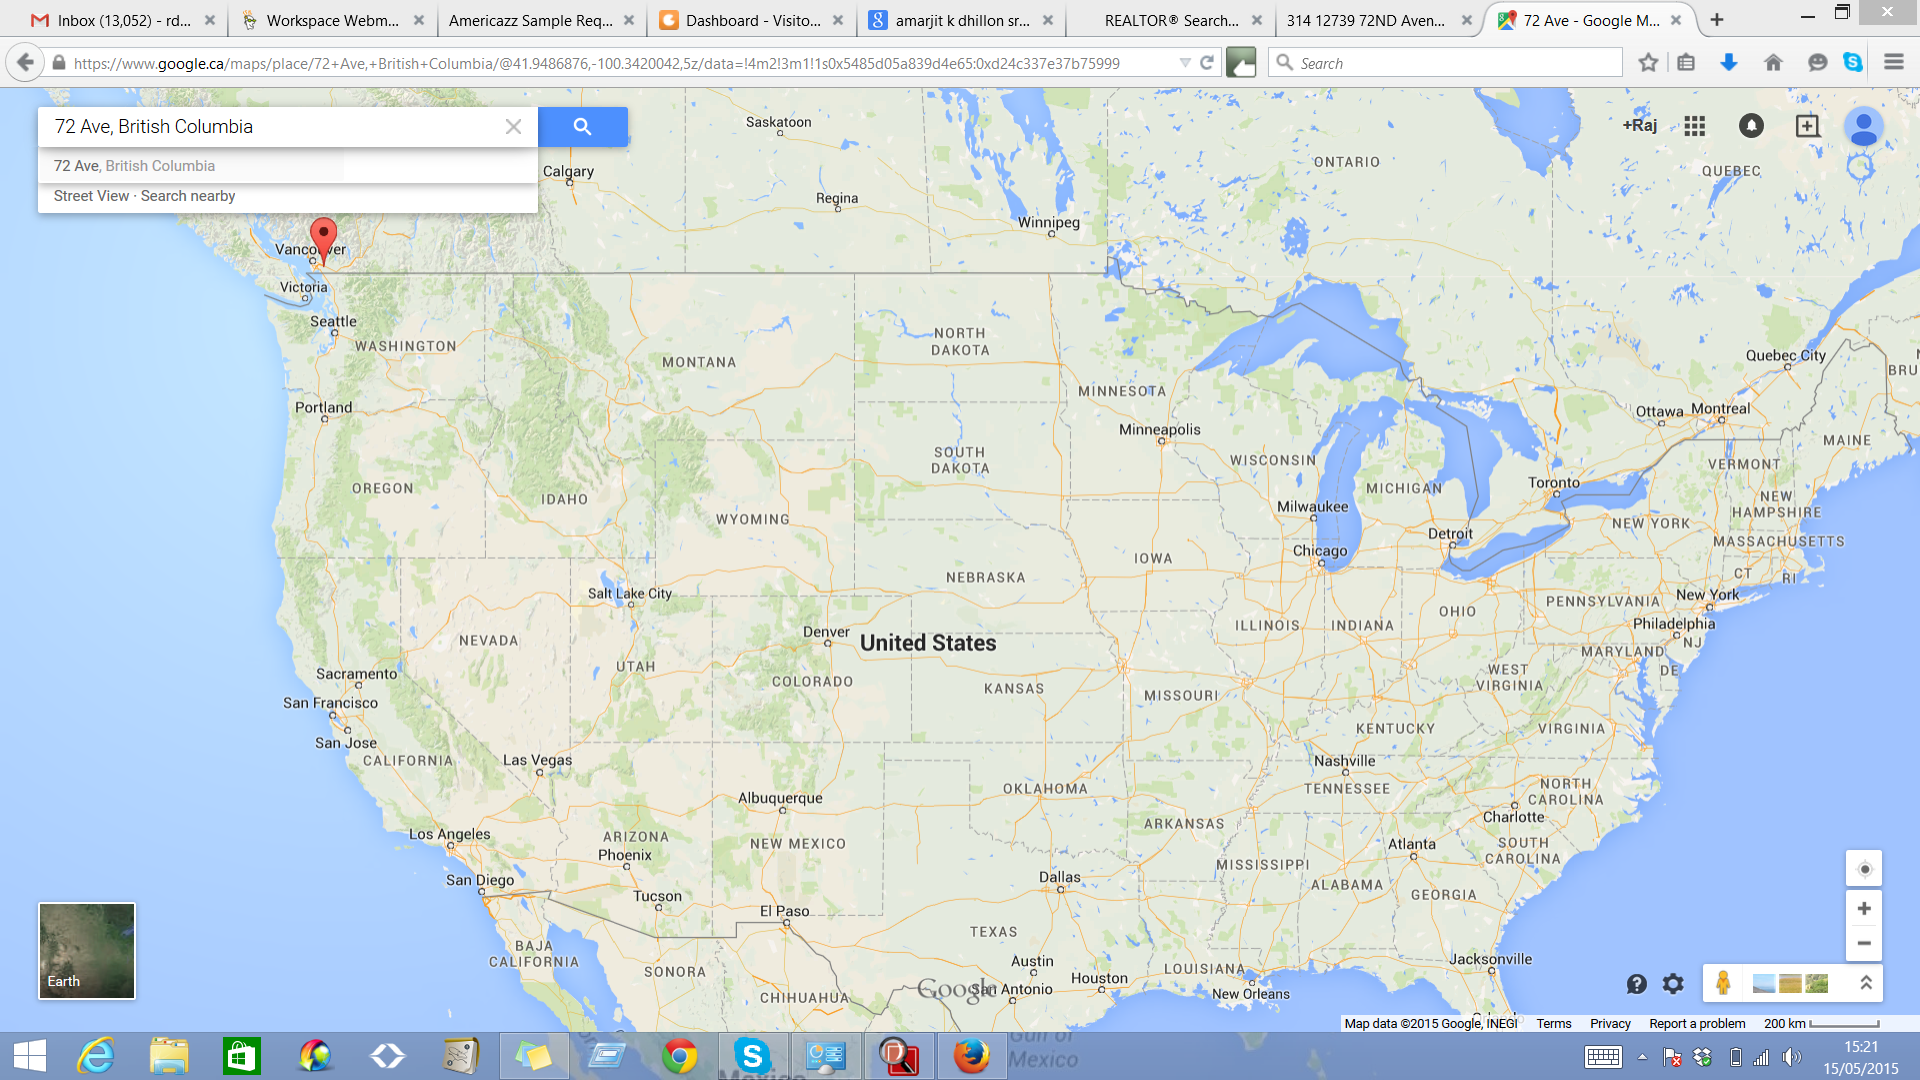 Inbox (13,052) - rd...
Workspace Webm...
Americazz Sample Req...
Dashboard - Visito...
amarjit k dhillon sr...
REALTOR® Search...
314 12739 72ND Aven...
72 Ave - Google M...
https://www.google.ca/maps/place/72+Ave,+British+Columbia/@41.9486876,-100.3420042,5z/data=!4m2!3m1!1s0x5485d05a839d4e65:0xd24c337e37b75999
Search
72 Ave, British Columbia
72 Ave, British Columbia
Street View · Search nearby
+Raj
Saskatoon
Calgary
ONTARIO
QUEBEC
Regina
Winnipeg
Vancouver
Victoria
Seattle
WASHINGTON
MONTANA
NORTH
DAKOTA
MINNESOTA
Quebec City
BRU
Portland
Minneapolis
Ottawa
Montreal
MAINE
SOUTH
DAKOTA
WISCONSIN
VERMONT
OREGON
IDAHO
WYOMING
Milwaukee
MICHIGAN
Toronto
NEW
HAMPSHIRE
Detroit
NEW YORK
MASSACHUSETTS
Chicago
IOWA
NEBRASKA
CT
RI
Salt Lake City
PENNSYLVANIA
New York
OHIO
Philadelphia
NEVADA
Denver
United States
ILLINOIS
INDIANA
NJ
MARYLAND
DE
UTAH
COLORADO
KANSAS
MISSOURI
WEST
VIRGINIA
Sacramento
San Francisco
San Jose
CALIFORNIA
Las Vegas
KENTUCKY
VIRGINIA
Nashville
TENNESSEE
Albuquerque
OKLAHOMA
NORTH
CAROLINA
Charlotte
Los Angeles
ARIZONA
Phoenix
NEW MEXICO
ARKANSAS
Atlanta
SOUTH
CAROLINA
San Diego
Tucson
Dallas
MISSISSIPPI
ALABAMA
GEORGIA
El Paso
TEXAS
BAJA
CALIFORNIA
SONORA
Austin
Houston
LOUISIANA
Jacksonville
CHIHUAHUA
Google
San Antonio
New Orleans
Earth
Orlando
Map data ©2015 Google, INEGI
Terms
Privacy
Report a problem
200 km
Gulf of
Mexico
Mexico
15:21
15/05/2015